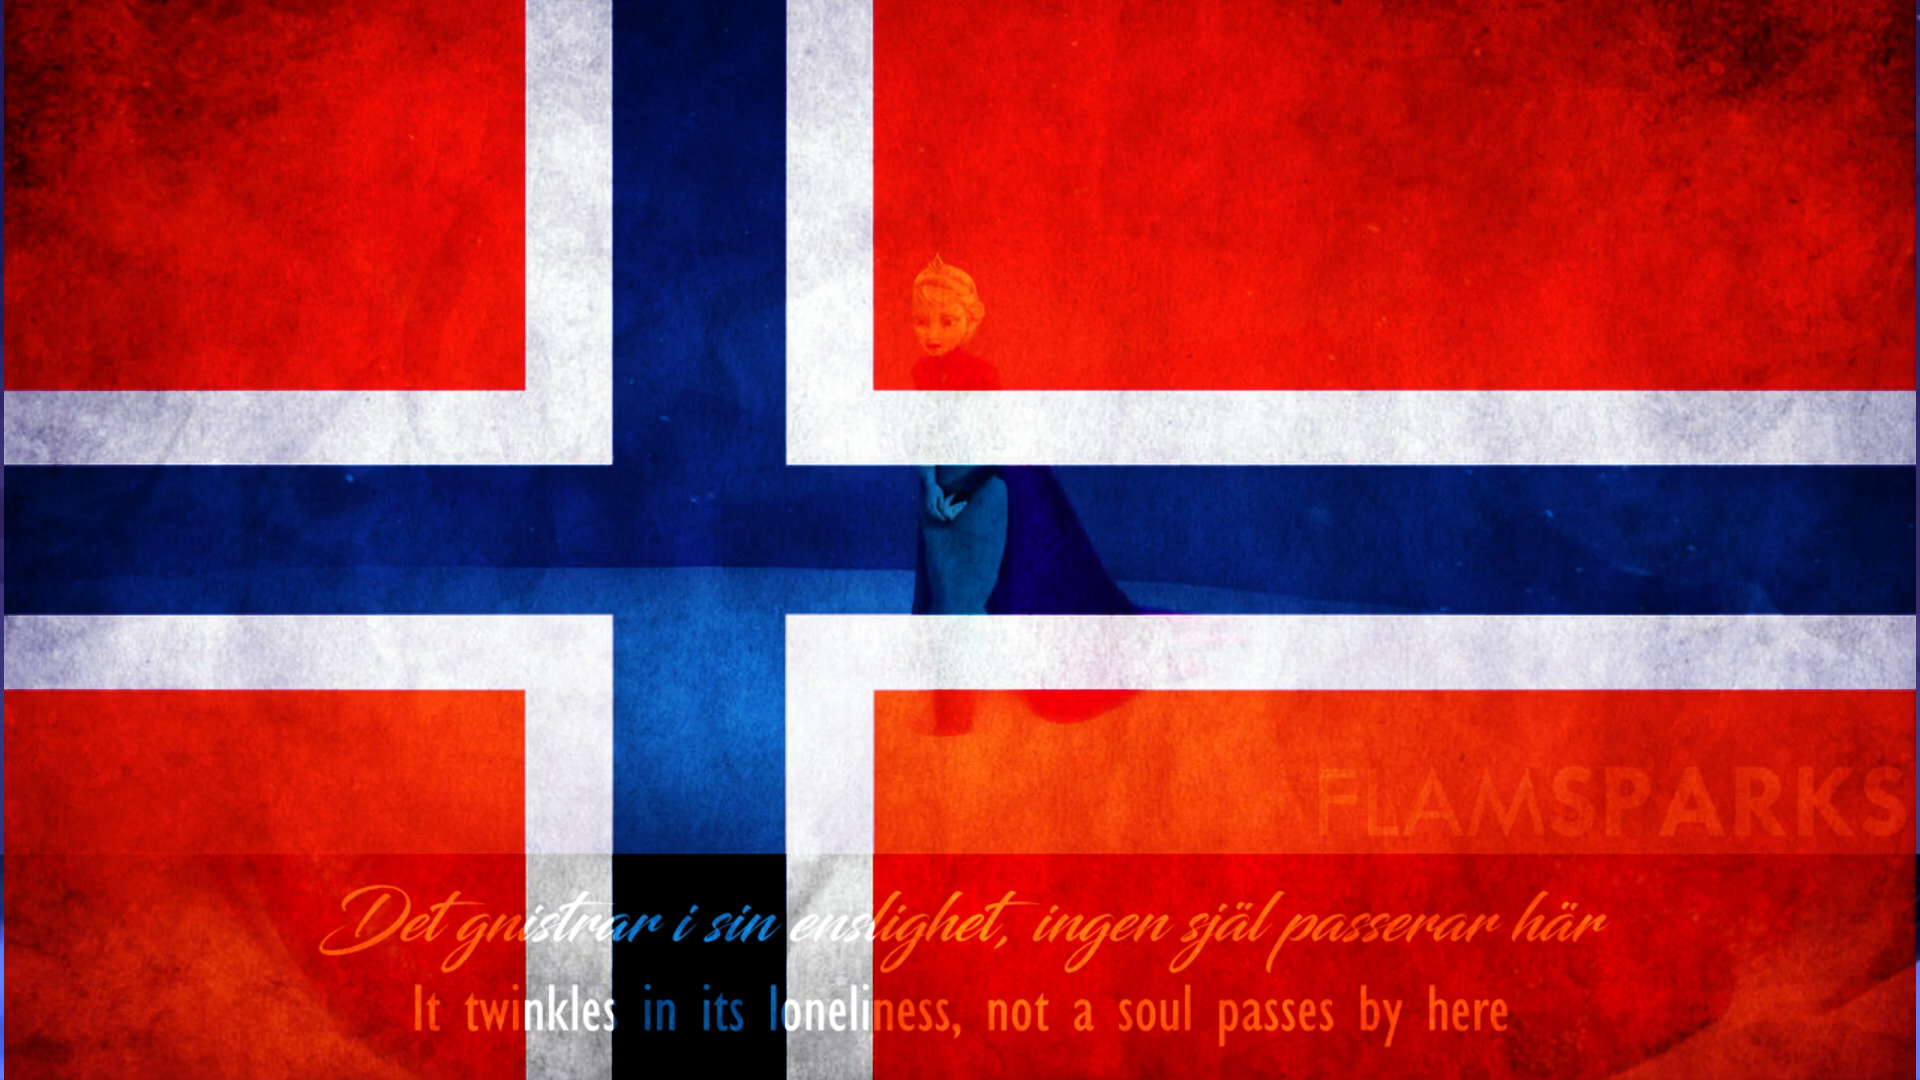 FLAMSPARKS
Det gnistrar i sin enslighet, ingen själ passerar här
It twinkles in its loneliness, not a soul passes by here